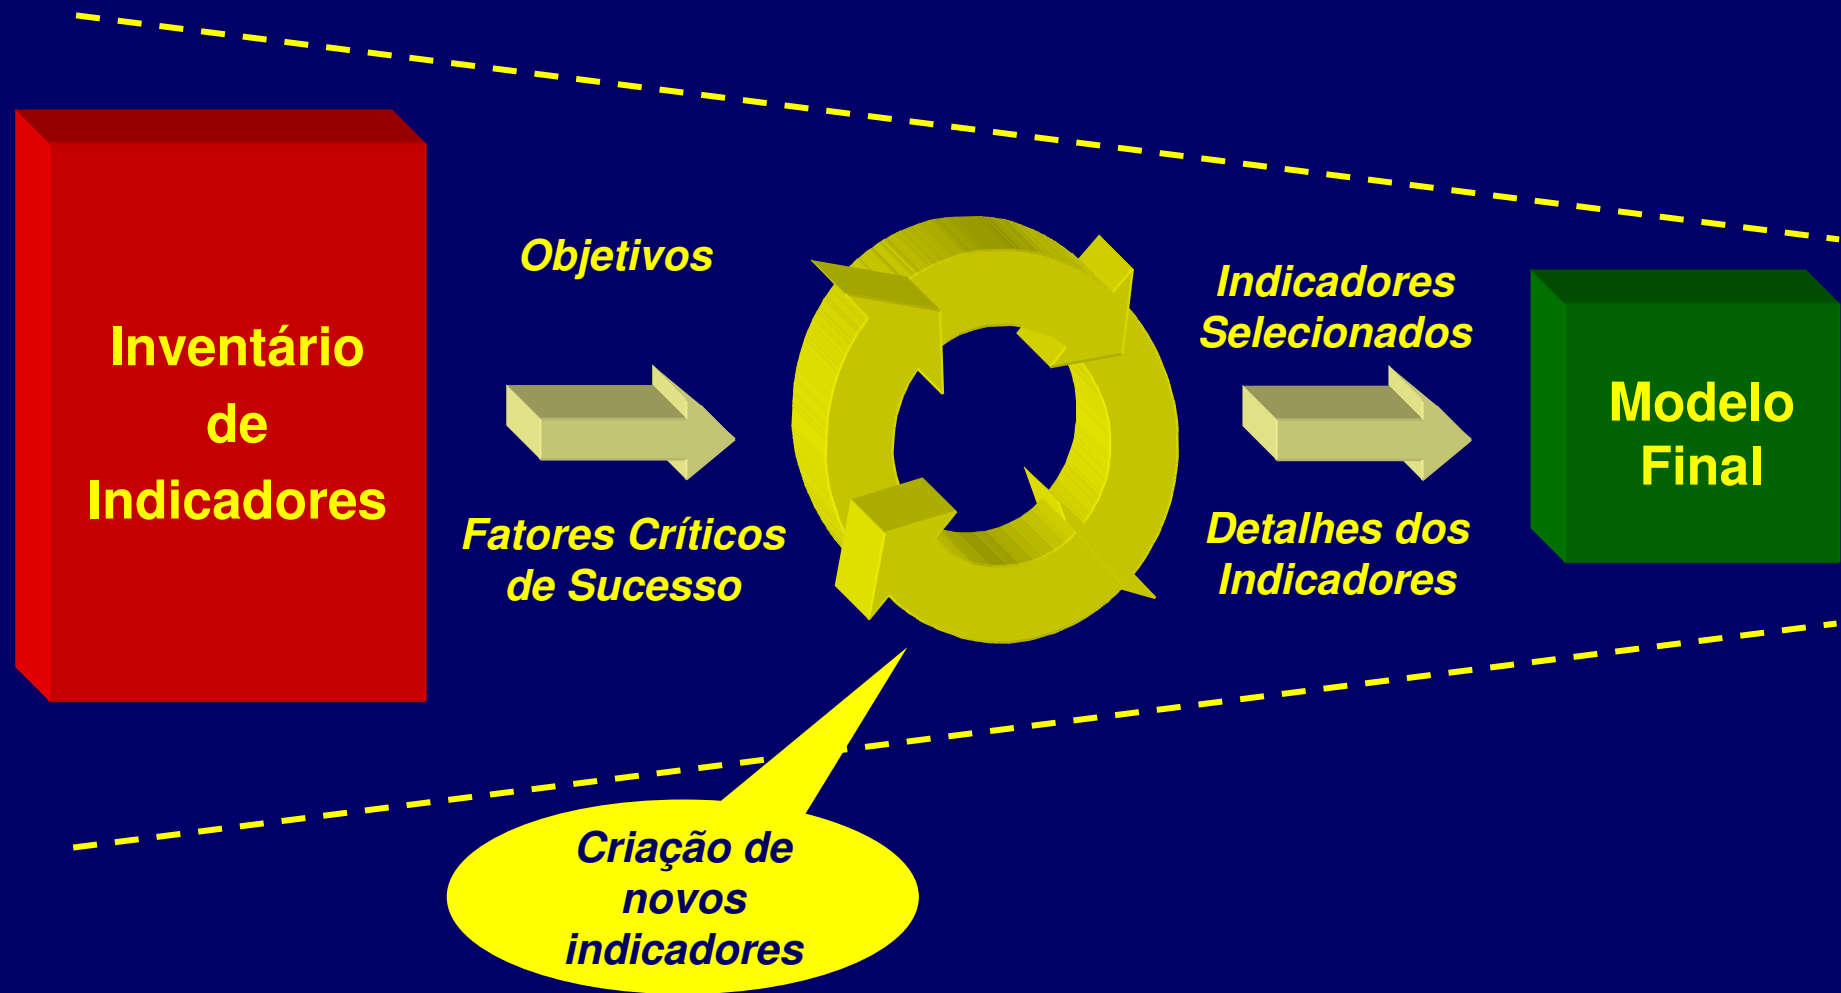 Inventário
de
Indicadores
Objetivos
Fatores Críticos
de Sucesso
Indicadores
Selecionados
Detalhes dos
Indicadores
Modelo
Final
Criação de
novos
indicadores